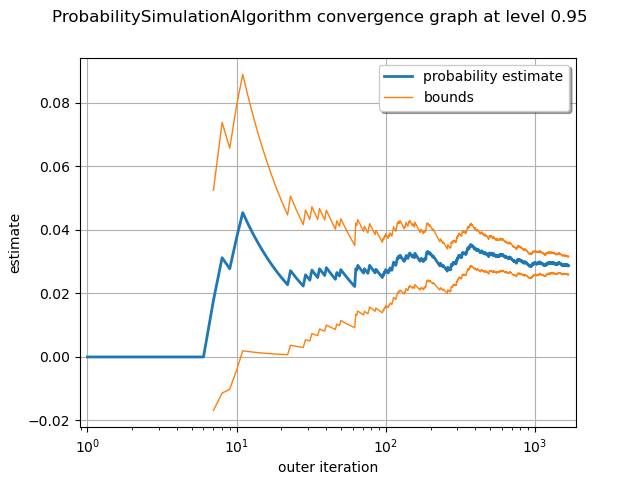 ProbabilitySimulationAlgorithm convergence graph at level 0.95
probability estimate
bounds
estimate
0.08
0.06
0.04
0.02
0.00
−0.02
10⁰
10¹
10²
10³
outer iteration